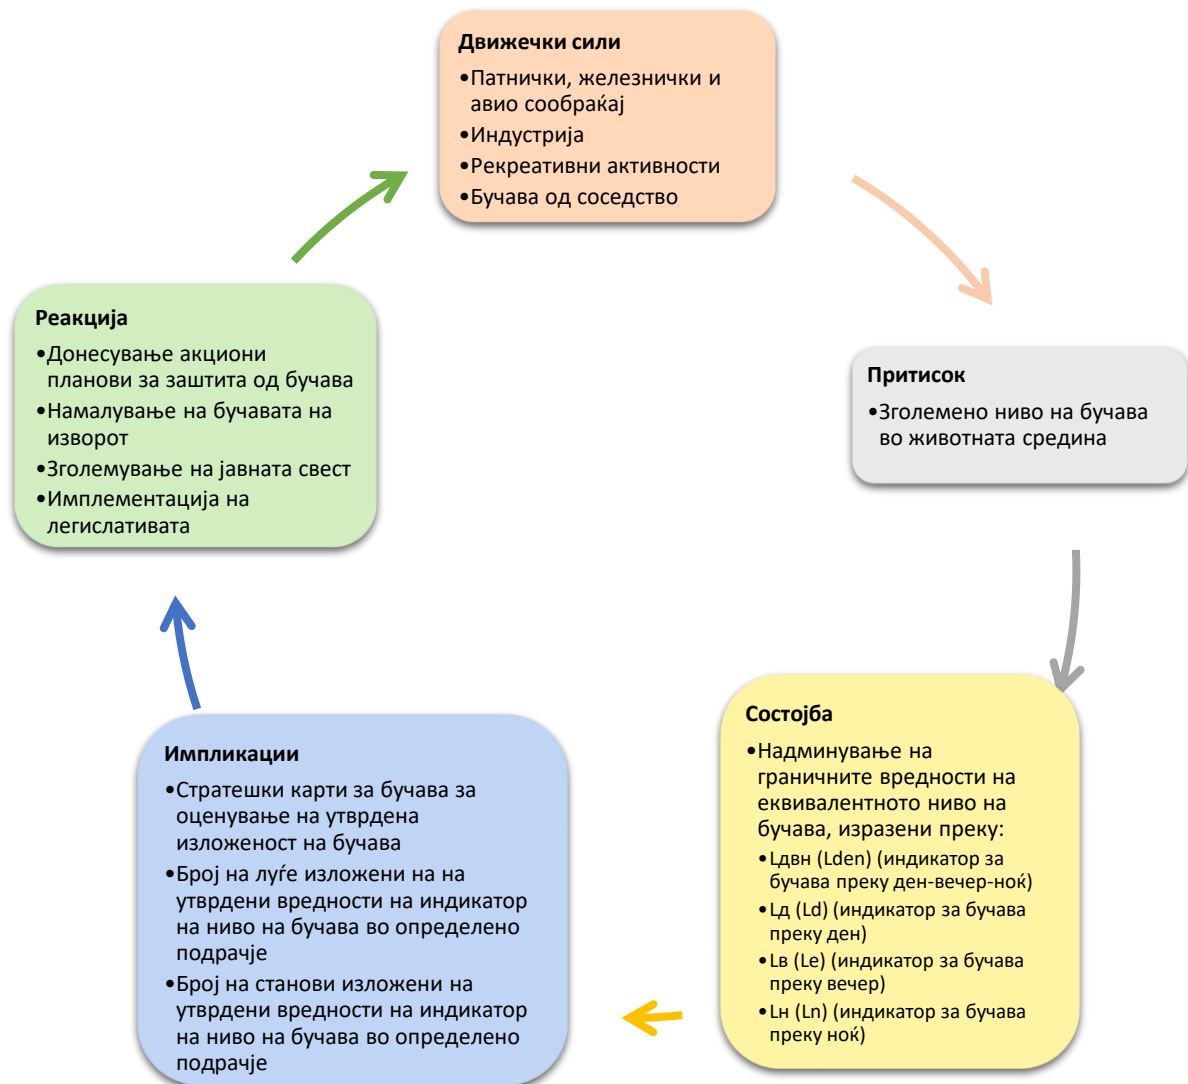 Движечки сили
•Патнички, железнички и
авио сообраќај
•Индустрија
•Рекреативни активности
•Бучава од соседство
Притисок
•Зголемено ниво на бучава
во животната средина
Состојба
•Надминување на
граничните вредности на
еквивалентното ниво на
бучава, изразени преку:
•Lдвн (Lden) (индикатор за
бучава преку ден-вечер-ноќ)
•Lд (Ld) (индикатор за бучава
преку ден)
•Lв (Le) (индикатор за бучава
преку вечер)
•Lн (Ln) (индикатор за бучава
преку ноќ)
Импликации
•Стратешки карти за бучава за
оценување на утврдена
изложеност на бучава
•Број на луѓе изложени на на
утврдени вредности на индикатор
на ниво на бучава во определено
подрачје
•Број на станови изложени на
утврдени вредности на индикатор
на ниво на бучава во определено
подрачје
Реакција
•Донесување акциони
планови за заштита од бучава
•Намалување на бучавата на
изворот
•Зголемување на јавната свест
•Имплементација на
легислативата